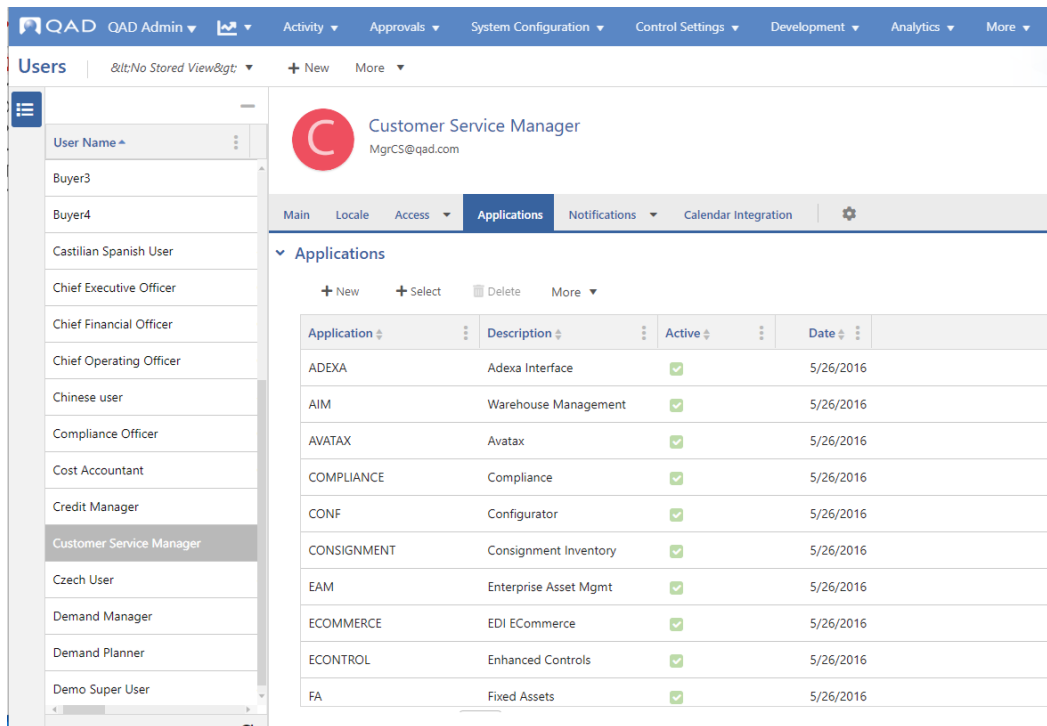 QAD QAD Admin Activity Approvals System Configuration Control Settings Development Analytics More
Users &lt;No Stored View&gt; + New More
User Name
Buyer3
Buyer4
Castilian Spanish User
Chief Executive Officer
Chief Financial Officer
Chief Operating Officer
Chinese user
Compliance Officer
Cost Accountant
Credit Manager
Customer Service Manager
Czech User
Demand Manager
Demand Planner
Demo Super User
C
Customer Service Manager
MgrCS@qad.com
Main Locale Access Applications Notifications Calendar Integration
Applications
+ New + Select Delete More
Application Description Active Date
ADEXA Adexa Interface 5/26/2016
AIM Warehouse Management 5/26/2016
AVATAX Avatax 5/26/2016
COMPLIANCE Compliance 5/26/2016
CONF Configurator 5/26/2016
CONSIGNMENT Consignment Inventory 5/26/2016
EAM Enterprise Asset Mgmt 5/26/2016
ECOMMERCE EDI ECommerce 5/26/2016
ECONTROL Enhanced Controls 5/26/2016
FA Fixed Assets 5/26/2016